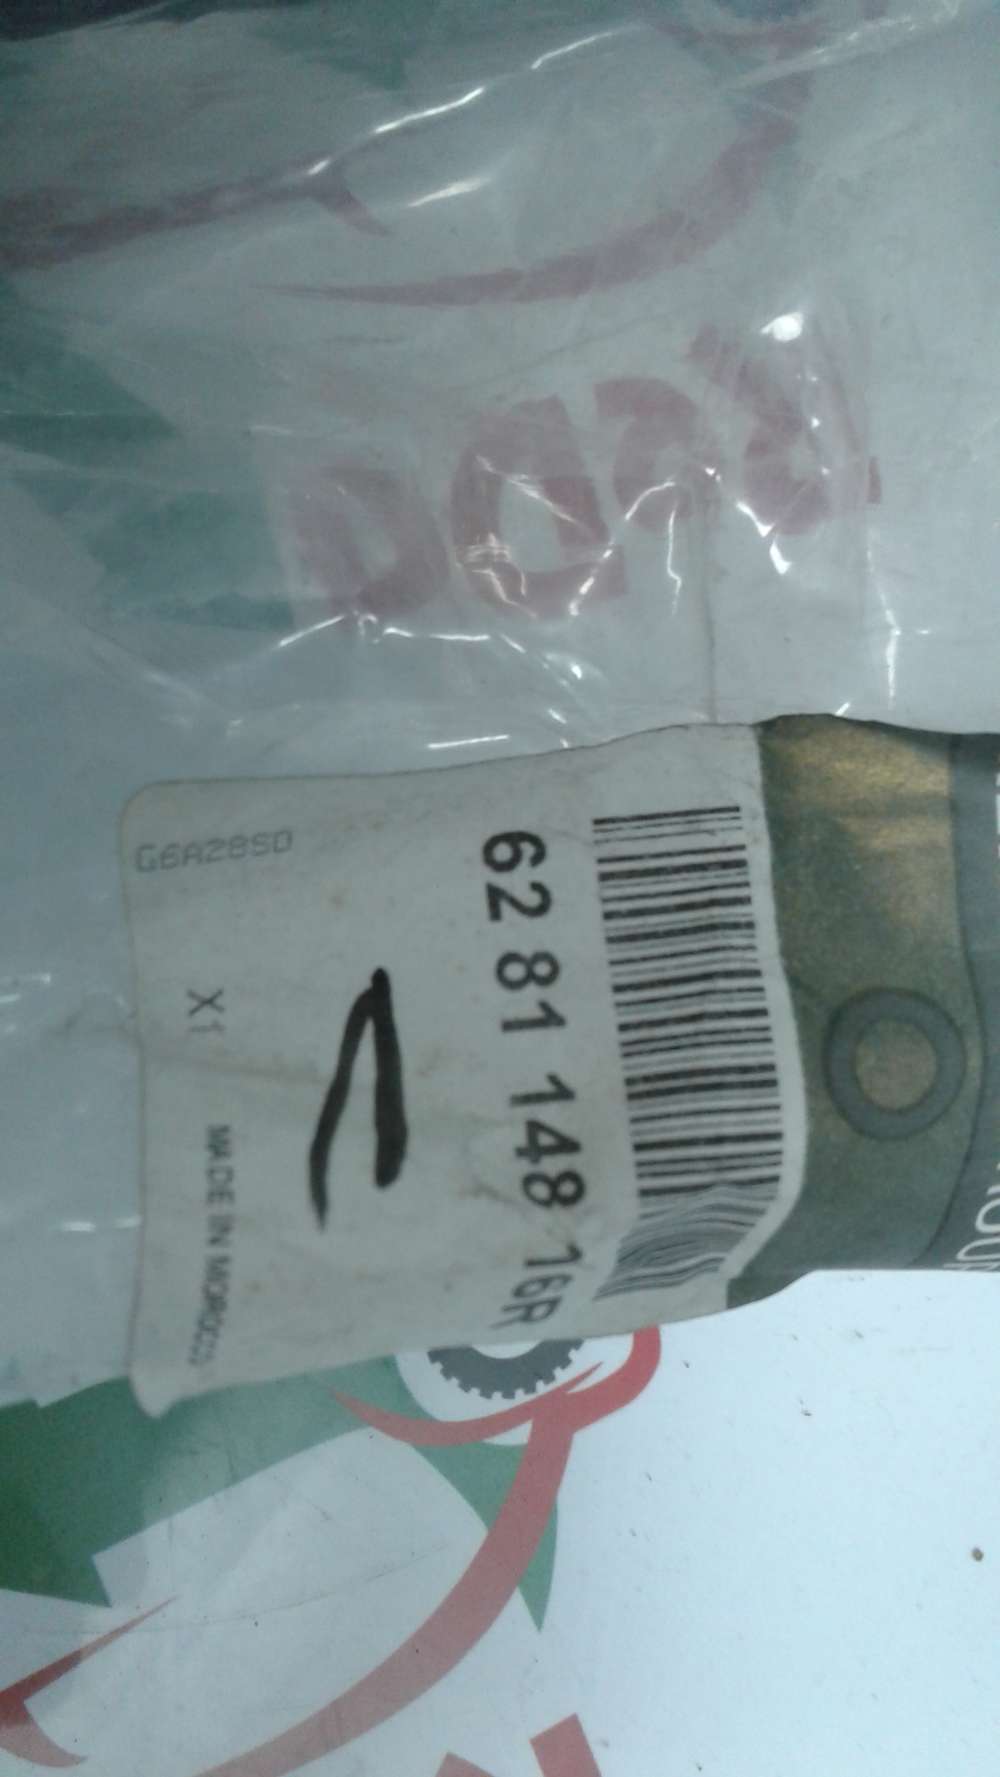 62 81 148 16R
X1
MADE IN MOROCCO
G6A28SD